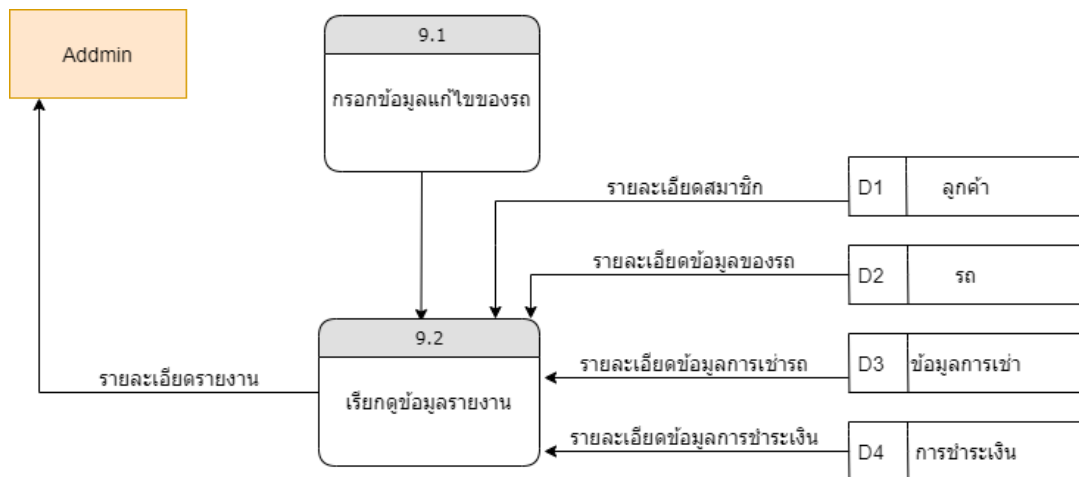 Addmin
9.1
กรอกข้อมูลแก้ไขของรถ
รายละเอียดสมาชิก
D1
ลูกค้า
รายละเอียดข้อมูลของรถ
D2
รถ
9.2
เรียกดูข้อมูลรายงาน
รายละเอียดรายงาน
รายละเอียดข้อมูลการเช่ารถ
D3
ข้อมูลการเช่า
รายละเอียดข้อมูลการชำระเงิน
D4
การชำระเงิน